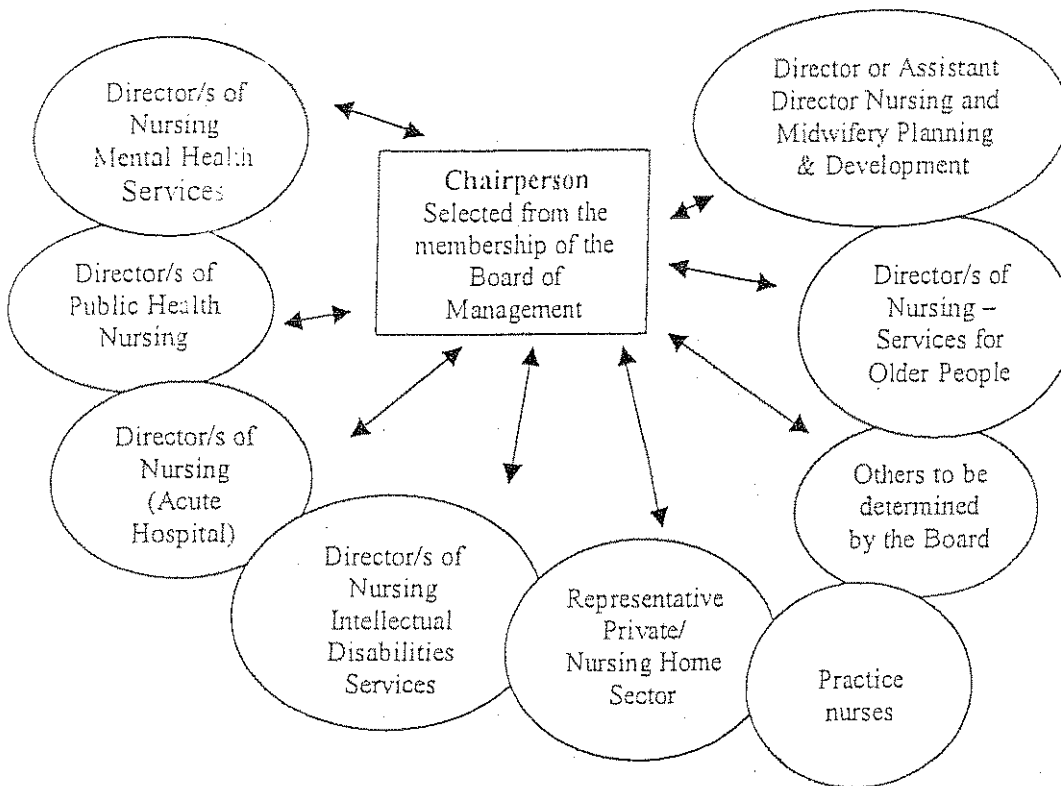 Director/s of
Nursing
Mental Health
Services
Director or Assistant
Director Nursing and
Midwifery Planning
& Development
Chairperson
Selected from the
membership of the
Board of
Management
Director/s of
Public Health
Nursing
Director/s of
Nursing –
Services for
Older People
Director/s of
Nursing
(Acute
Hospital)
Others to be
determined
by the Board
Director/s of
Nursing
Intellectual
Disabilities
Services
Representative
Private/
Nursing Home
Sector
Practice
nurses